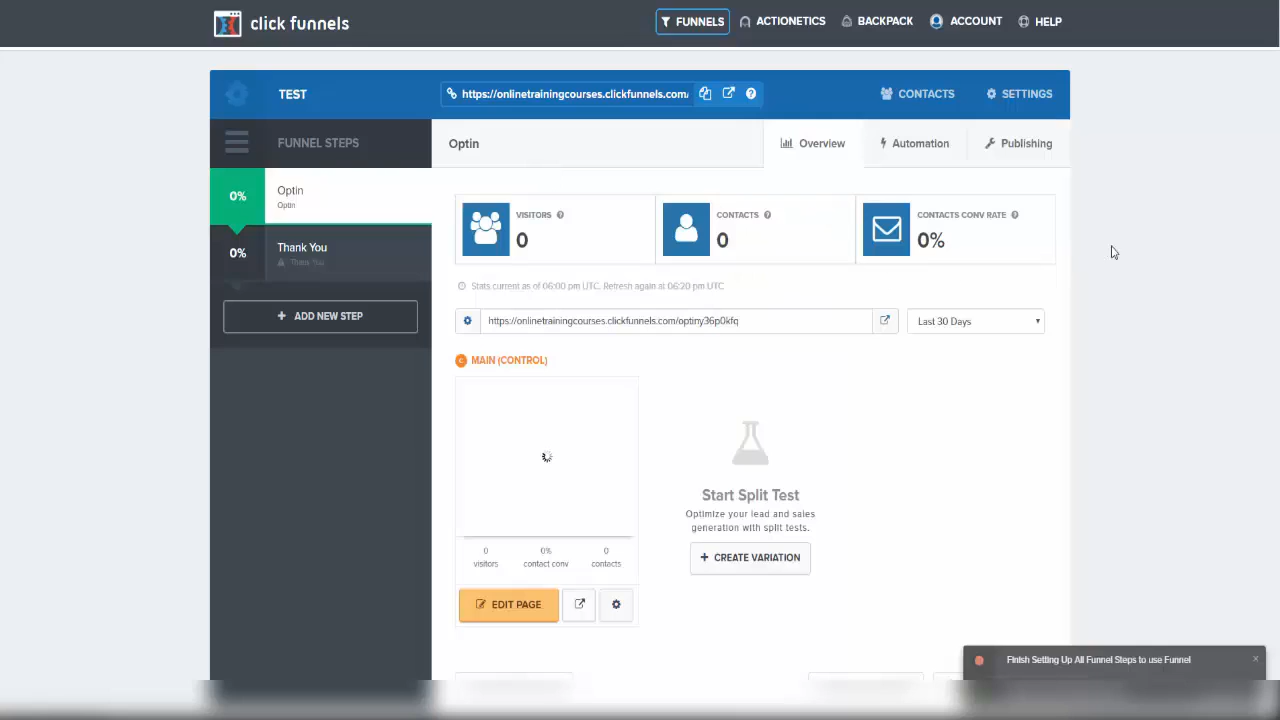 click funnels
FUNNELS
ACTIONETICS
BACKPACK
ACCOUNT
HELP
TEST
https://onlinetrainingcourses.clickfunnels.com/
CONTACTS
SETTINGS
FUNNEL STEPS
Optin
Overview
Automation
Publishing
0%
Optin
Optin
0%
Thank You
Thank You
+ ADD NEW STEP
VISITORS
0
CONTACTS
0
CONTACTS CONV RATE
0%
Stats current as of 06:00 pm UTC. Refresh again at 06:20 pm UTC
https://onlinetrainingcourses.clickfunnels.com/optiny36p0kfq
Last 30 Days
C MAIN (CONTROL)
0
visitors
0%
contact conv
0
contacts
EDIT PAGE
Start Split Test
Optimize your lead and sales
generation with split tests.
+ CREATE VARIATION
Finish Setting Up All Funnel Steps to use Funnel
x